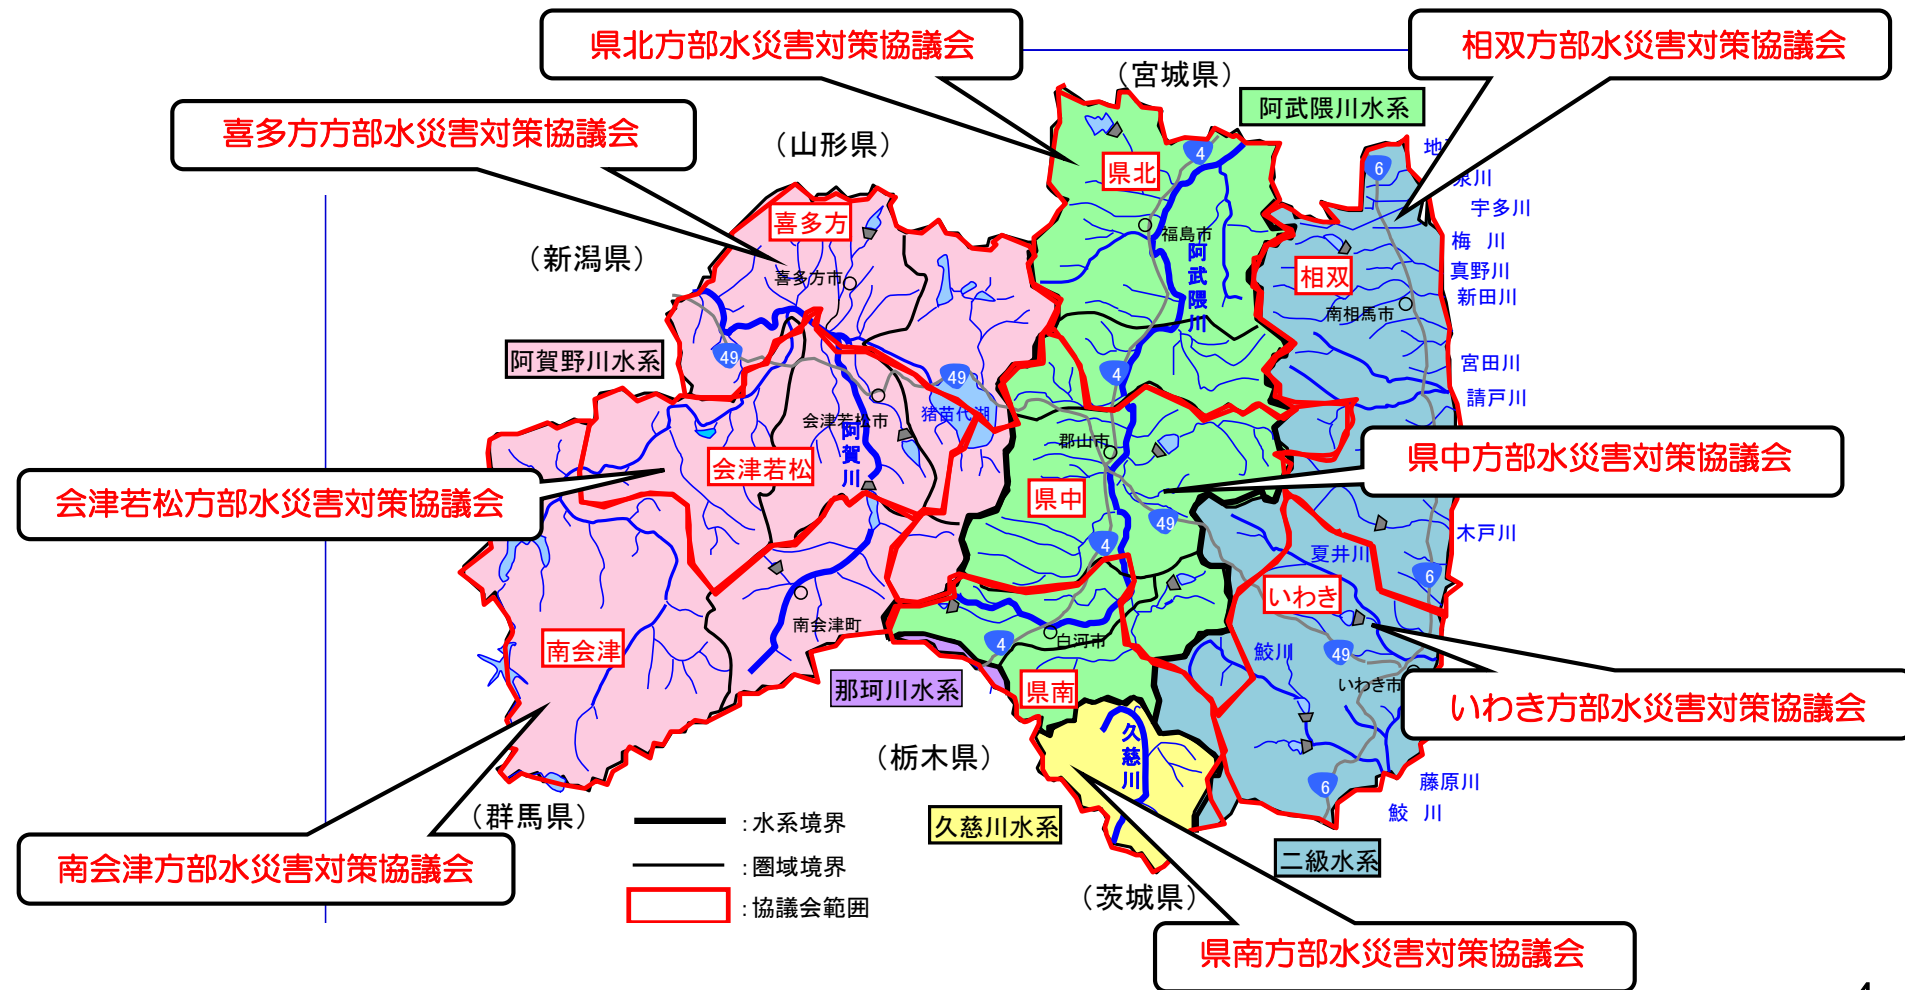 県北方部水災害対策協議会
相双方部水災害対策協議会
（宮城県）
阿武隈川水系
喜多方方部水災害対策協議会
（山形県）
地
泉川
県北
4
6
宇多川
喜多方
福島市
梅 川
（新潟県）
阿武隈川
真野川
相双
喜多方市
新田川
南相馬市
阿賀野川水系
49
宮田川
4
49
請戸川
会津若松市
猪苗代湖
阿賀川
郡山市
県中方部水災害対策協議会
会津若松
会津若松方部水災害対策協議会
県中
49
木戸川
4
夏井川
6
いわき
南会津町
白河市
4
南会津
鮫川
49
那珂川水系
県南
いわき市
いわき方部水災害対策協議会
久慈川
（栃木県）
6
藤原川
鮫 川
（群馬県）
：水系境界
久慈川水系
二級水系
南会津方部水災害対策協議会
：圏域境界
（茨城県）
：協議会範囲
県南方部水災害対策協議会